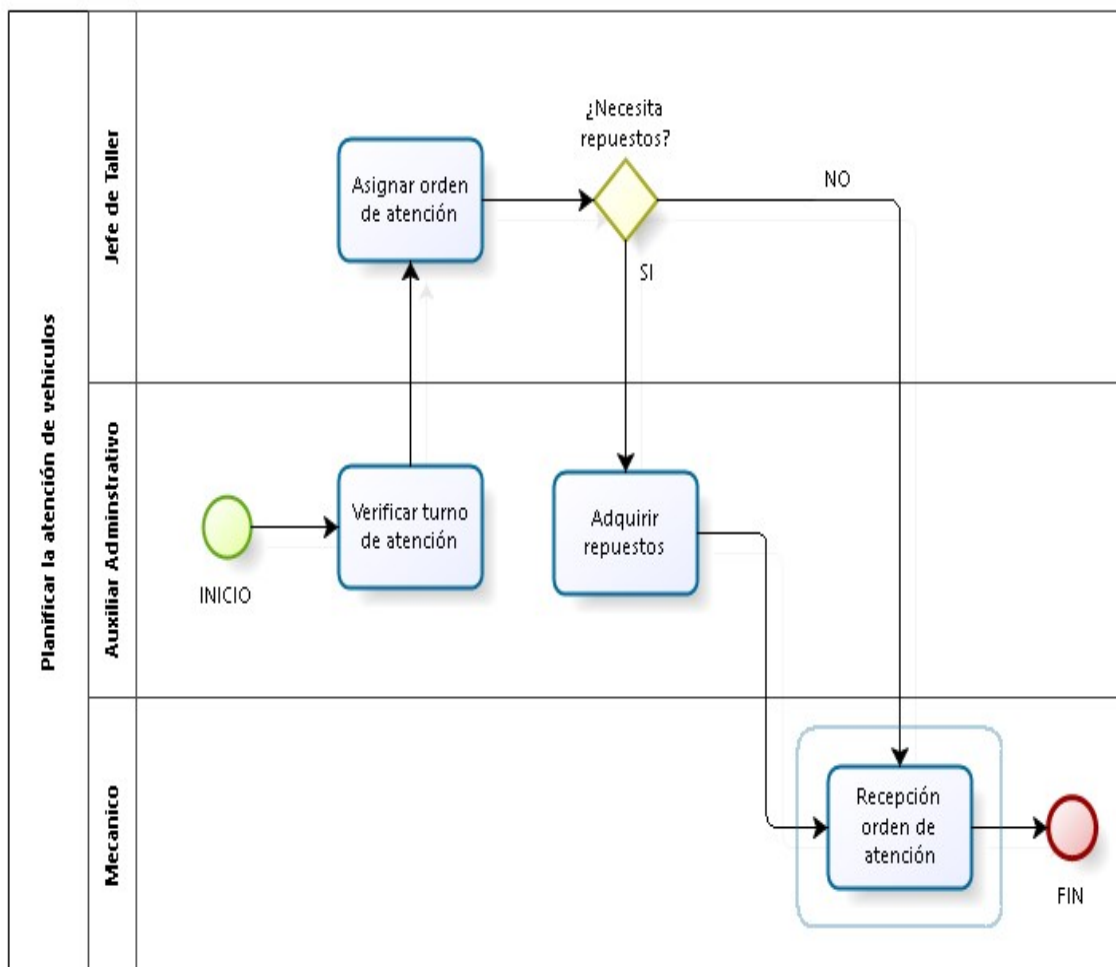 Planificar la atención de vehiculos
Jefe de Taller
Asignar orden
de atención
¿Necesita
repuestos?
NO
SI
Auxiliar Adminstrativo
INICIO
Verificar turno
de atención
Adquirir
repuestos
Mecanico
Recepción
orden de
atención
FIN